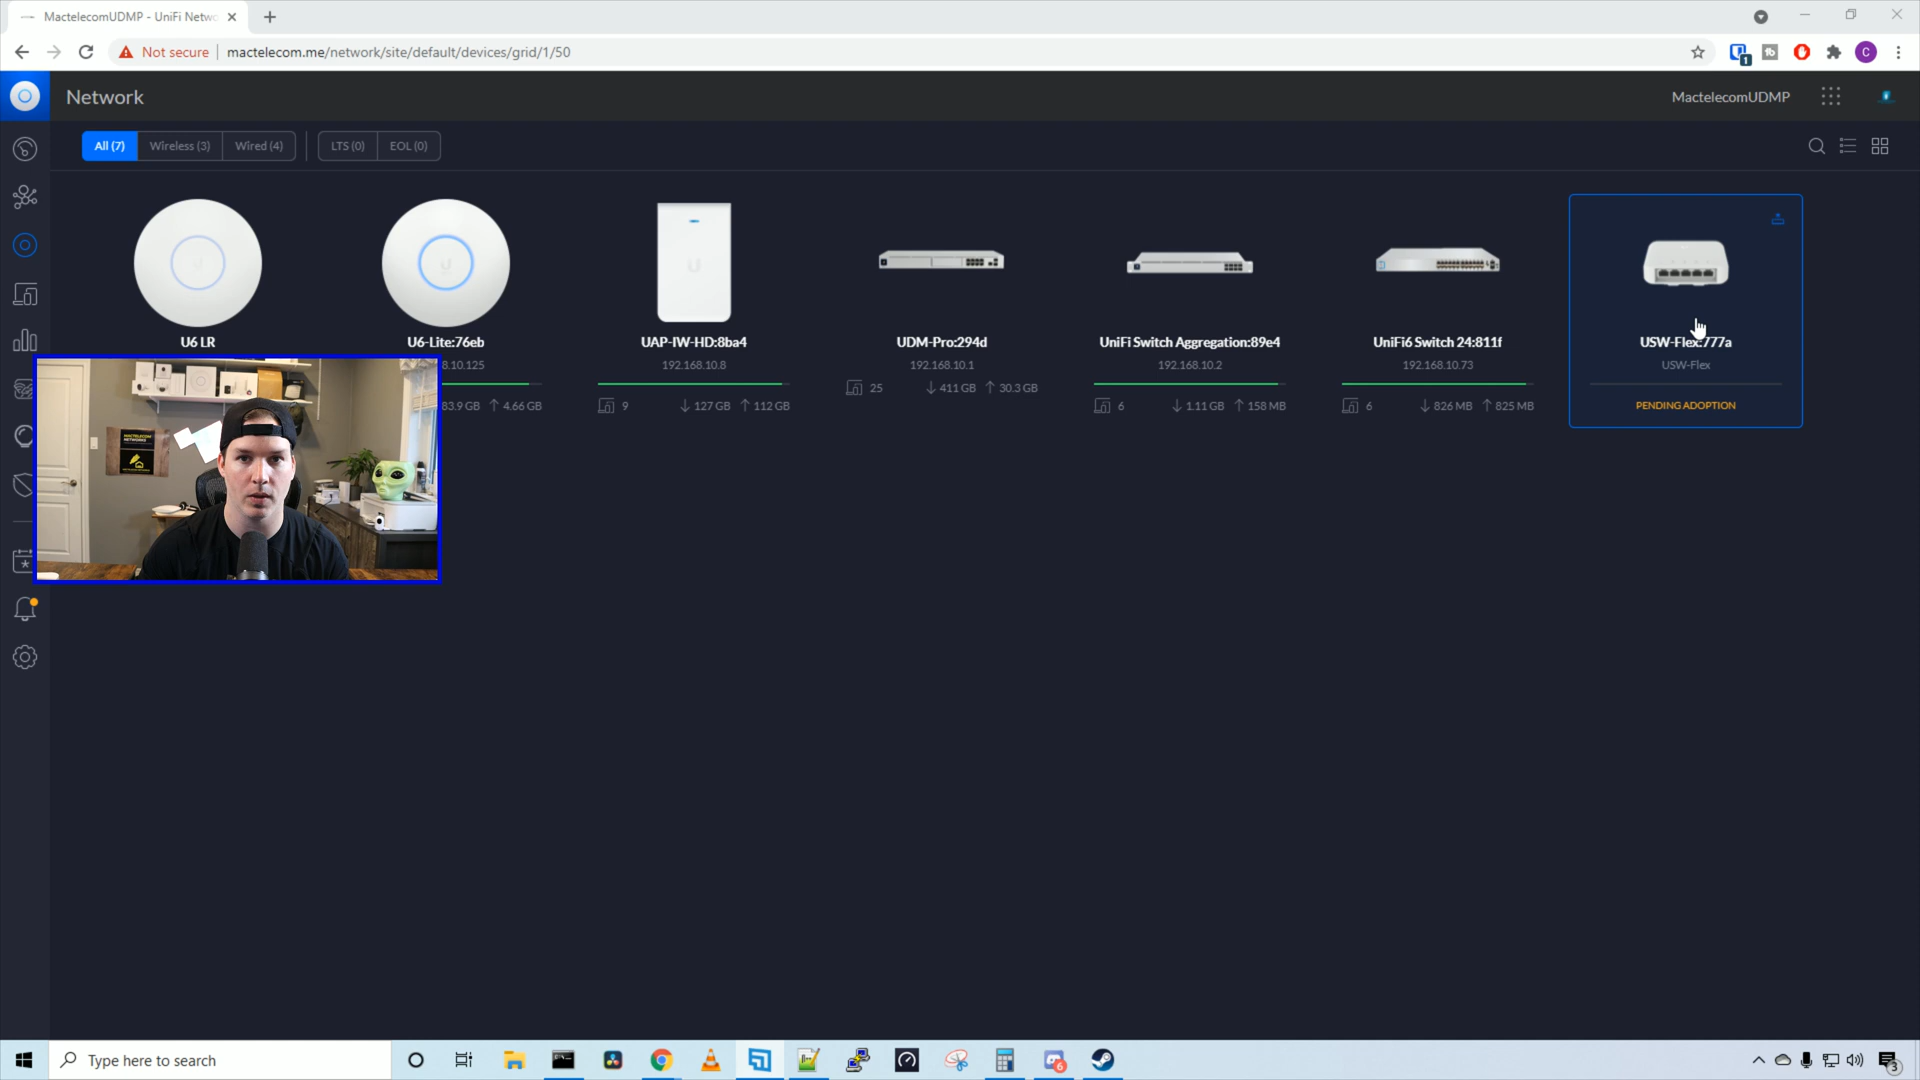 MactelecomUDMP - UniFi Netwo
Not secure
mactelecom.me/network/site/default/devices/grid/1/50
Network
MactelecomUDMP
All (7)
Wireless (3)
Wired (4)
LTS (0)
EOL (0)
U6 LR
U6-Lite:76eb
UAP-IW-HD:8ba4
UDM-Pro:294d
UniFi Switch Aggregation:89e4
UniFi6 Switch 24:811f
USW-Flex:777a
8.10.125
192.168.10.8
192.168.10.1
192.168.10.2
192.168.10.73
USW-Flex
25
411 GB
30.3 GB
83.9 GB
4.66 GB
9
127 GB
112 GB
6
1.11 GB
158 MB
6
826 MB
825 MB
PENDING ADOPTION
MACTELECOM
NETWORKS
Type here to search